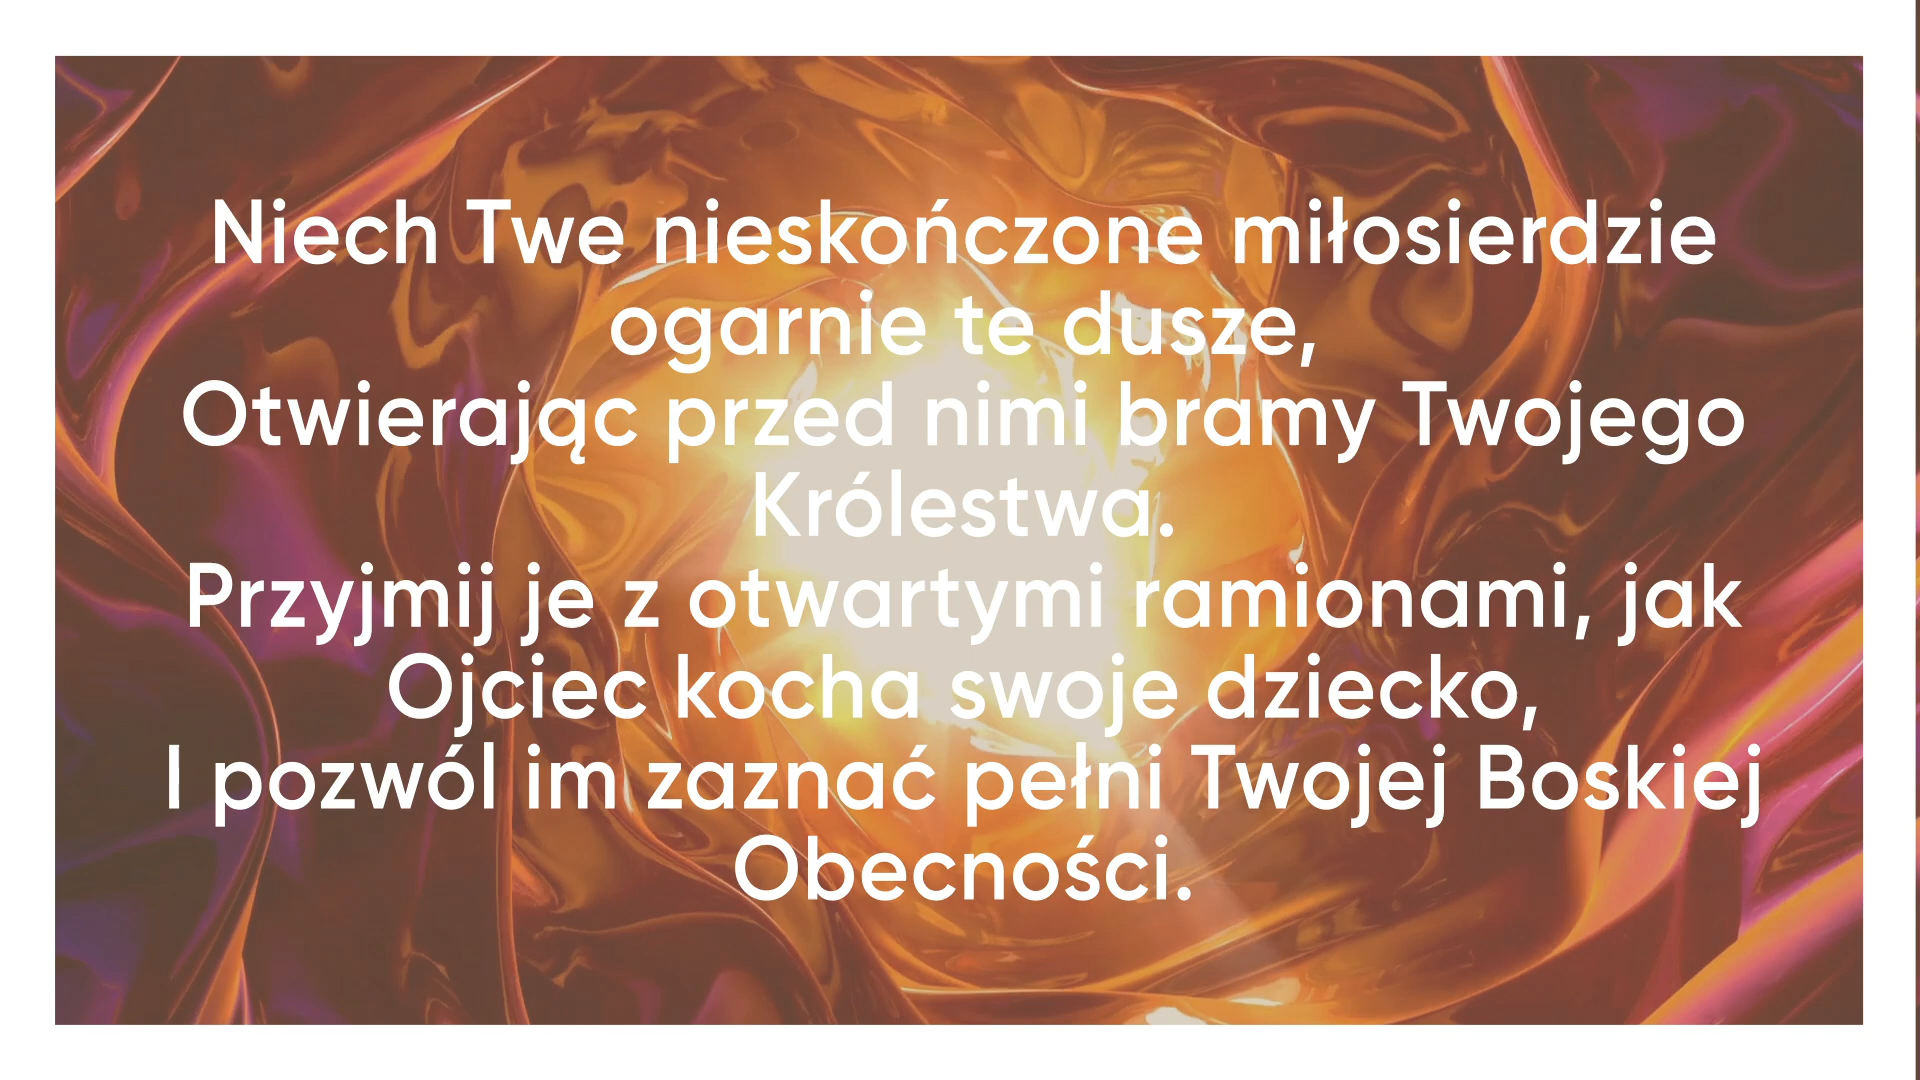 Niech Twe nieskończone miłosierdzie
ogarnie te dusze,
Otwierając przed nimi bramy Twojego
Królestwa.
Przyjmij je z otwartymi ramionami, jak
Ojciec kocha swoje dziecko,
I pozwól im zaznać pełni Twojej Boskiej
Obecności.